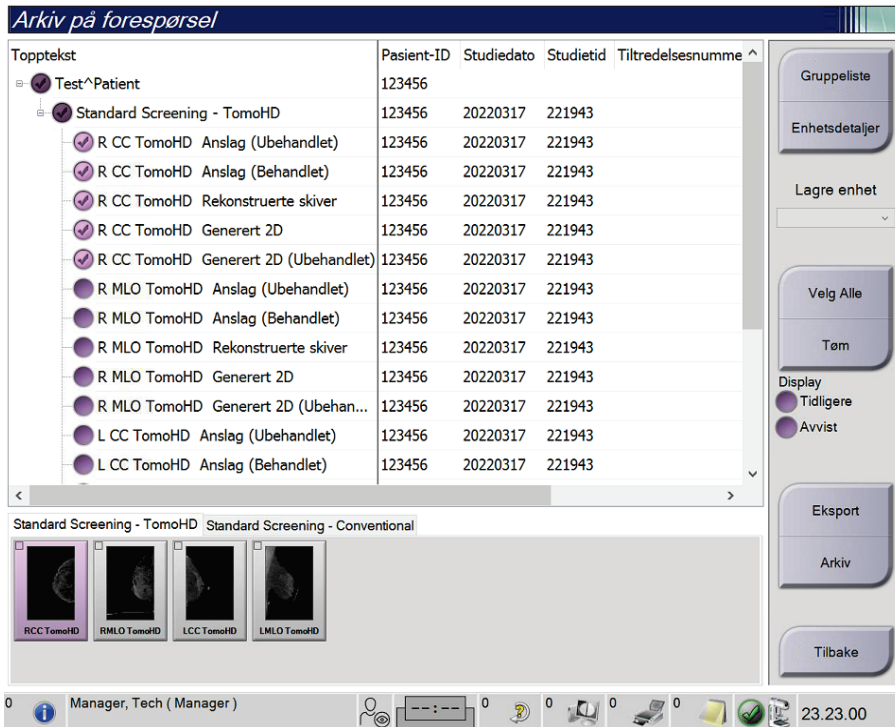 Arkiv på forespørsel
Topptekst Pasient-ID Studiedato Studietid Tiltredelsesnumme
Test^Patient 123456
Standard Screening - TomoHD 123456 20220317 221943
R CC TomoHD Anslag (Ubehandlet) 123456 20220317 221943
R CC TomoHD Anslag (Behandlet) 123456 20220317 221943
R CC TomoHD Rekonstruerte skiver 123456 20220317 221943
R CC TomoHD Generert 2D 123456 20220317 221943
R CC TomoHD Generert 2D (Ubehandlet) 123456 20220317 221943
R MLO TomoHD Anslag (Ubehandlet) 123456 20220317 221943
R MLO TomoHD Anslag (Behandlet) 123456 20220317 221943
R MLO TomoHD Rekonstruerte skiver 123456 20220317 221943
R MLO TomoHD Generert 2D 123456 20220317 221943
R MLO TomoHD Generert 2D (Ubehan... 123456 20220317 221943
L CC TomoHD Anslag (Ubehandlet) 123456 20220317 221943
L CC TomoHD Anslag (Behandlet) 123456 20220317 221943
Gruppeliste
Enhetsdetaljer
Lagre enhet
Velg Alle
Tøm
Display
Tidligere
Avvist
Eksport
Arkiv
Tilbake
Standard Screening - TomoHD Standard Screening - Conventional
RCC TomoHD RMLO TomoHD LCC TomoHD LMLO TomoHD
0 Manager, Tech ( Manager ) --:-- 0 0 0 0 23.23.00